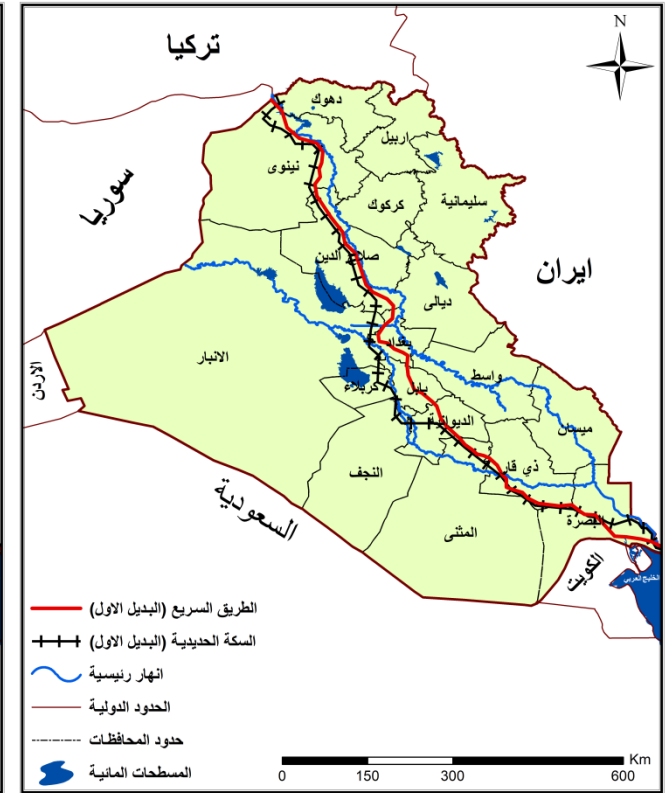 N
تركيا
سوريا
ايران
الاردن
السعودية
الكويت
الخليج العربي
دهوك
اربيل
نينوى
كركوك
سليمانية
صلاح الدين
ديالى
بغداد
الانبار
واسط
بابل
كربلاء
الديوانية
ميسان
النجف
ذي قار
المثنى
البصرة
الطريق السريع (البديل الاول)
السكة الحديدية (البديل الاول)
انهار رئيسية
الحدود الدولية
حدود المحافظات
المسطحات المائية
Km
0 150 300 600